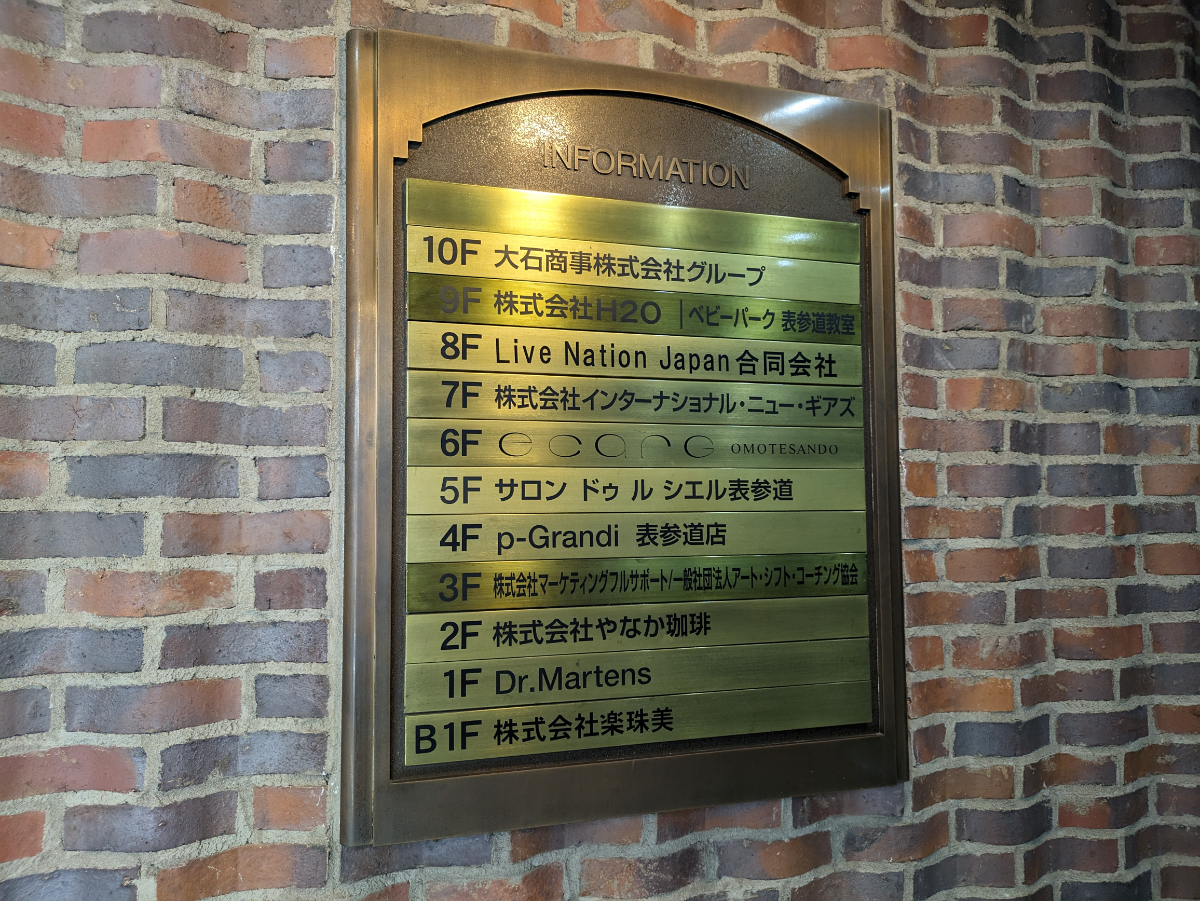 INFORMATION
10F 大石商事株式会社グループ
9F 株式会社H2O | ベビーパーク 表参道教室
8F Live Nation Japan合同会社
7F 株式会社インターナショナル・ニュー・ギアズ
6F ecarG OMOTESANDO
5F サロン ドゥ ル シエル表参道
4F p-Grandi 表参道店
3F 株式会社マーケティングフルサポート/一般社団法人アート・シフト・コーチング協会
2F 株式会社やなか珈琲
1F Dr.Martens
B1F 株式会社楽珠美